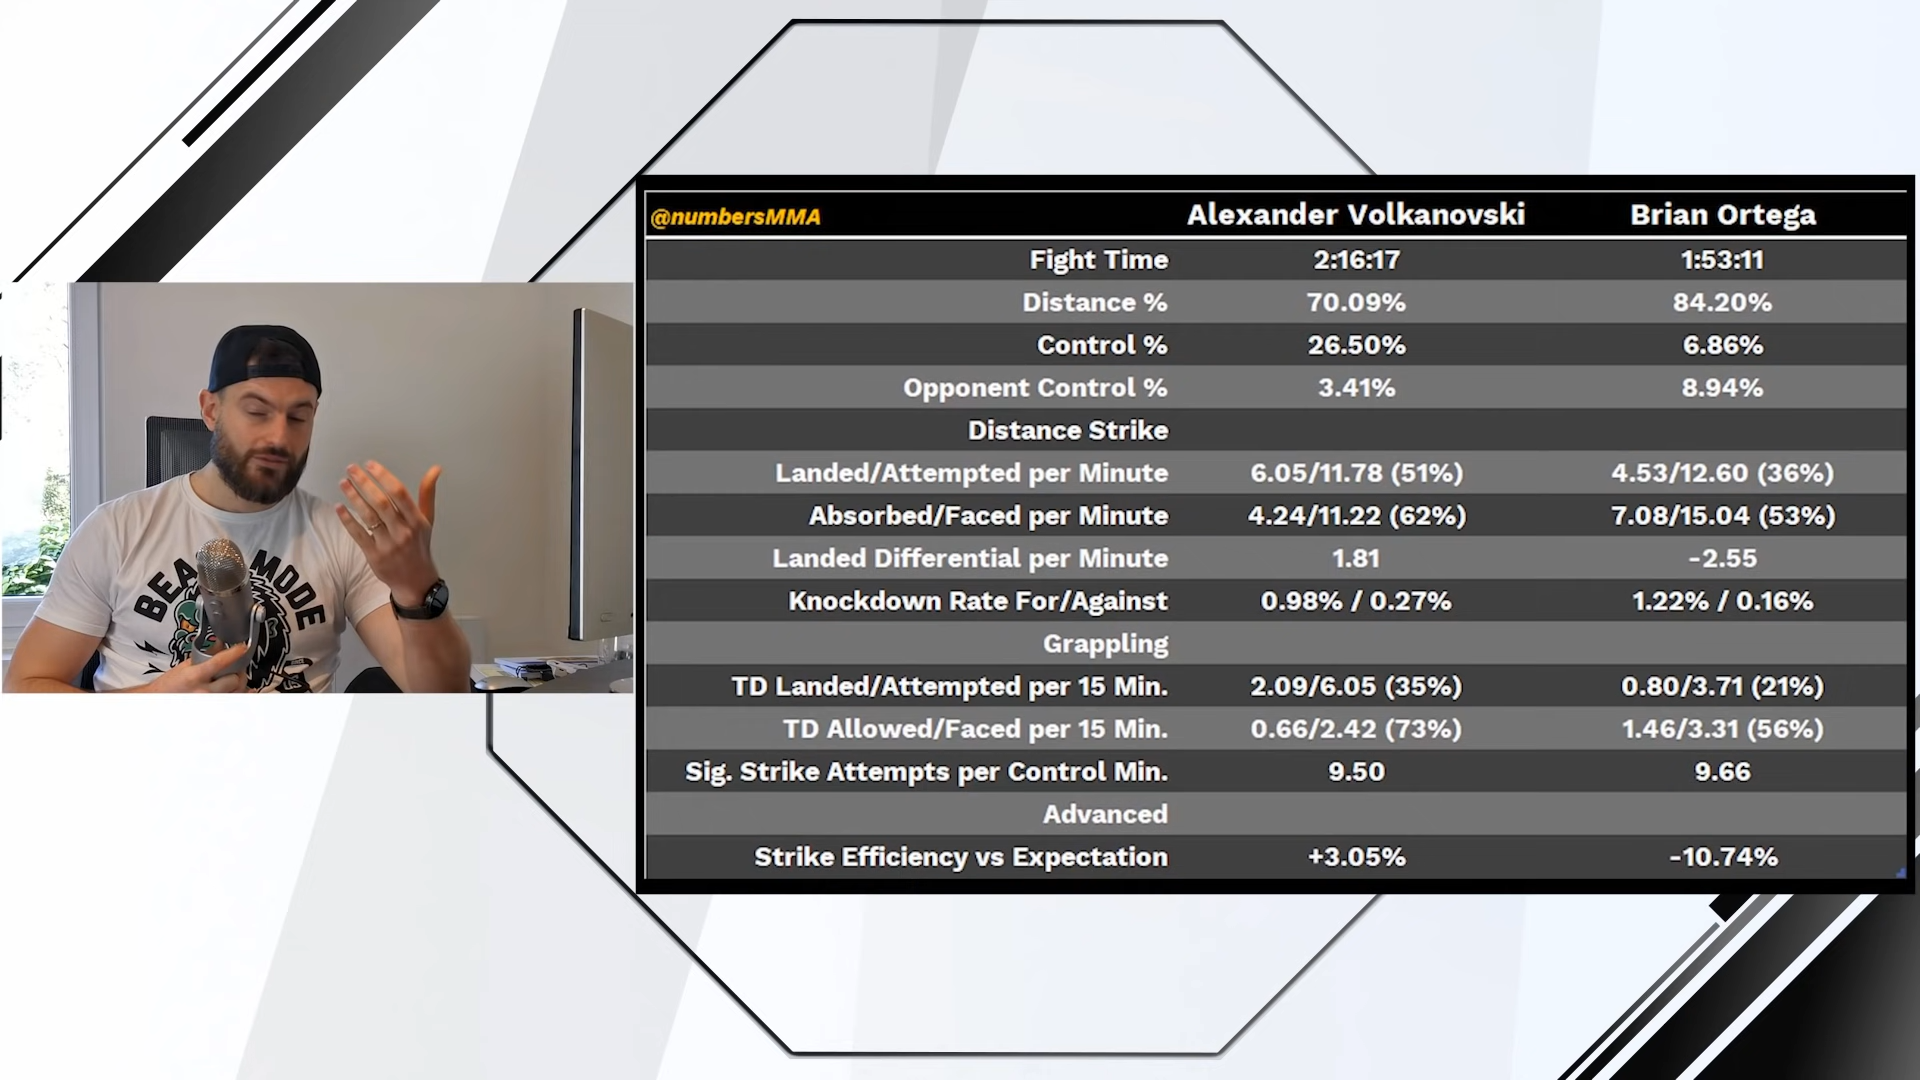 @numbersMMA Alexander Volkanovski Brian Ortega
Fight Time 2:16:17 1:53:11
Distance % 70.09% 84.20%
Control % 26.50% 6.86%
Opponent Control % 3.41% 8.94%
Distance Strike
Landed/Attempted per Minute 6.05/11.78 (51%) 4.53/12.60 (36%)
Absorbed/Faced per Minute 4.24/11.22 (62%) 7.08/15.04 (53%)
Landed Differential per Minute 1.81 -2.55
Knockdown Rate For/Against 0.98% / 0.27% 1.22% / 0.16%
Grappling
TD Landed/Attempted per 15 Min. 2.09/6.05 (35%) 0.80/3.71 (21%)
TD Allowed/Faced per 15 Min. 0.66/2.42 (73%) 1.46/3.31 (56%)
Sig. Strike Attempts per Control Min. 9.50 9.66
Advanced
Strike Efficiency vs Expectation +3.05% -10.74%
MODE